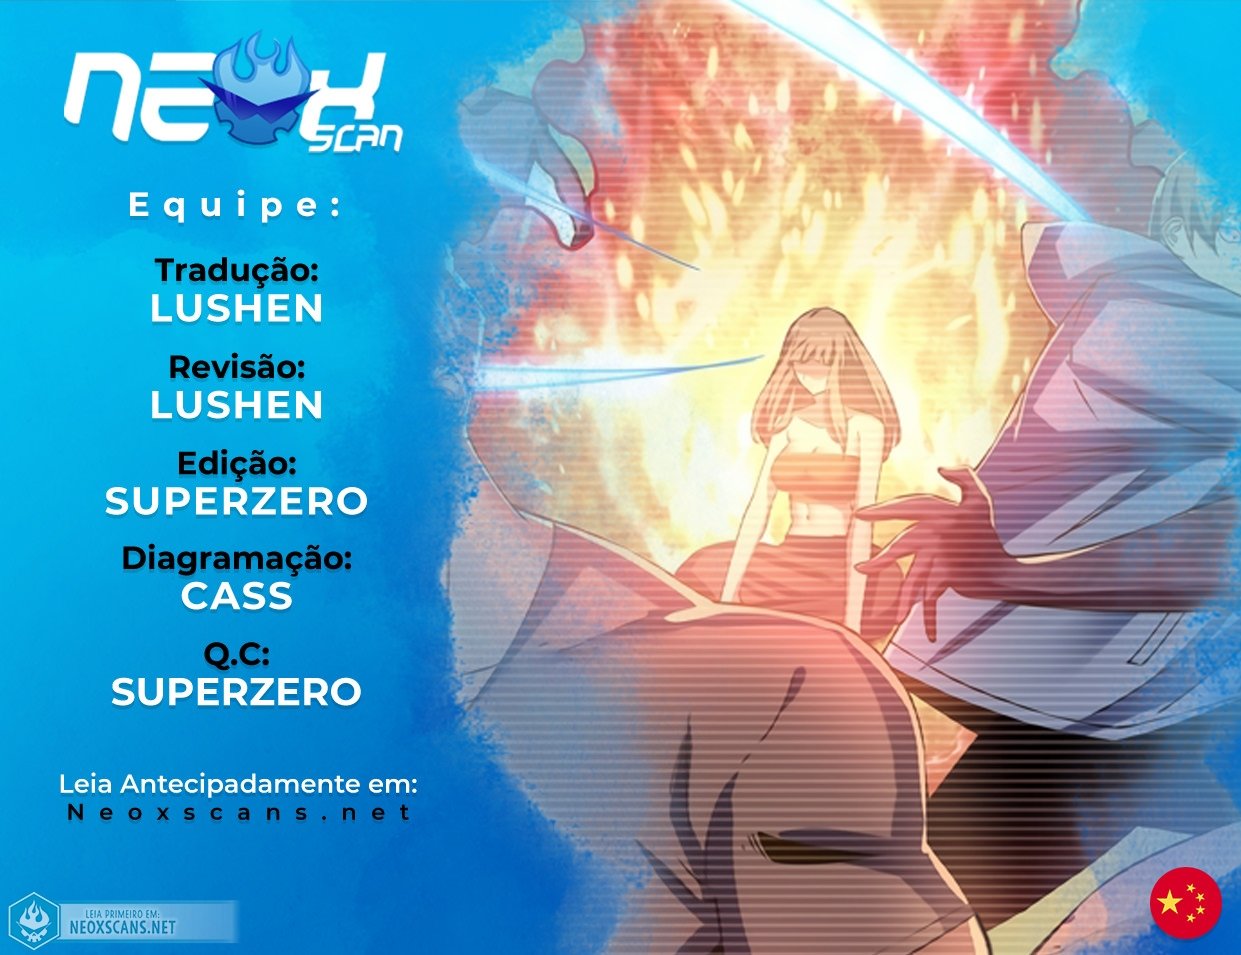 NEOX
SCAN
Equipe:
Tradução:
LUSHEN
Revisão:
LUSHEN
Edição:
SUPERZERO
Diagramação:
CASS
Q.C:
SUPERZERO
Leia Antecipadamente em:
Neoxscans.net
LEIA PRIMEIRO EM:
NEOXSCANS.NET